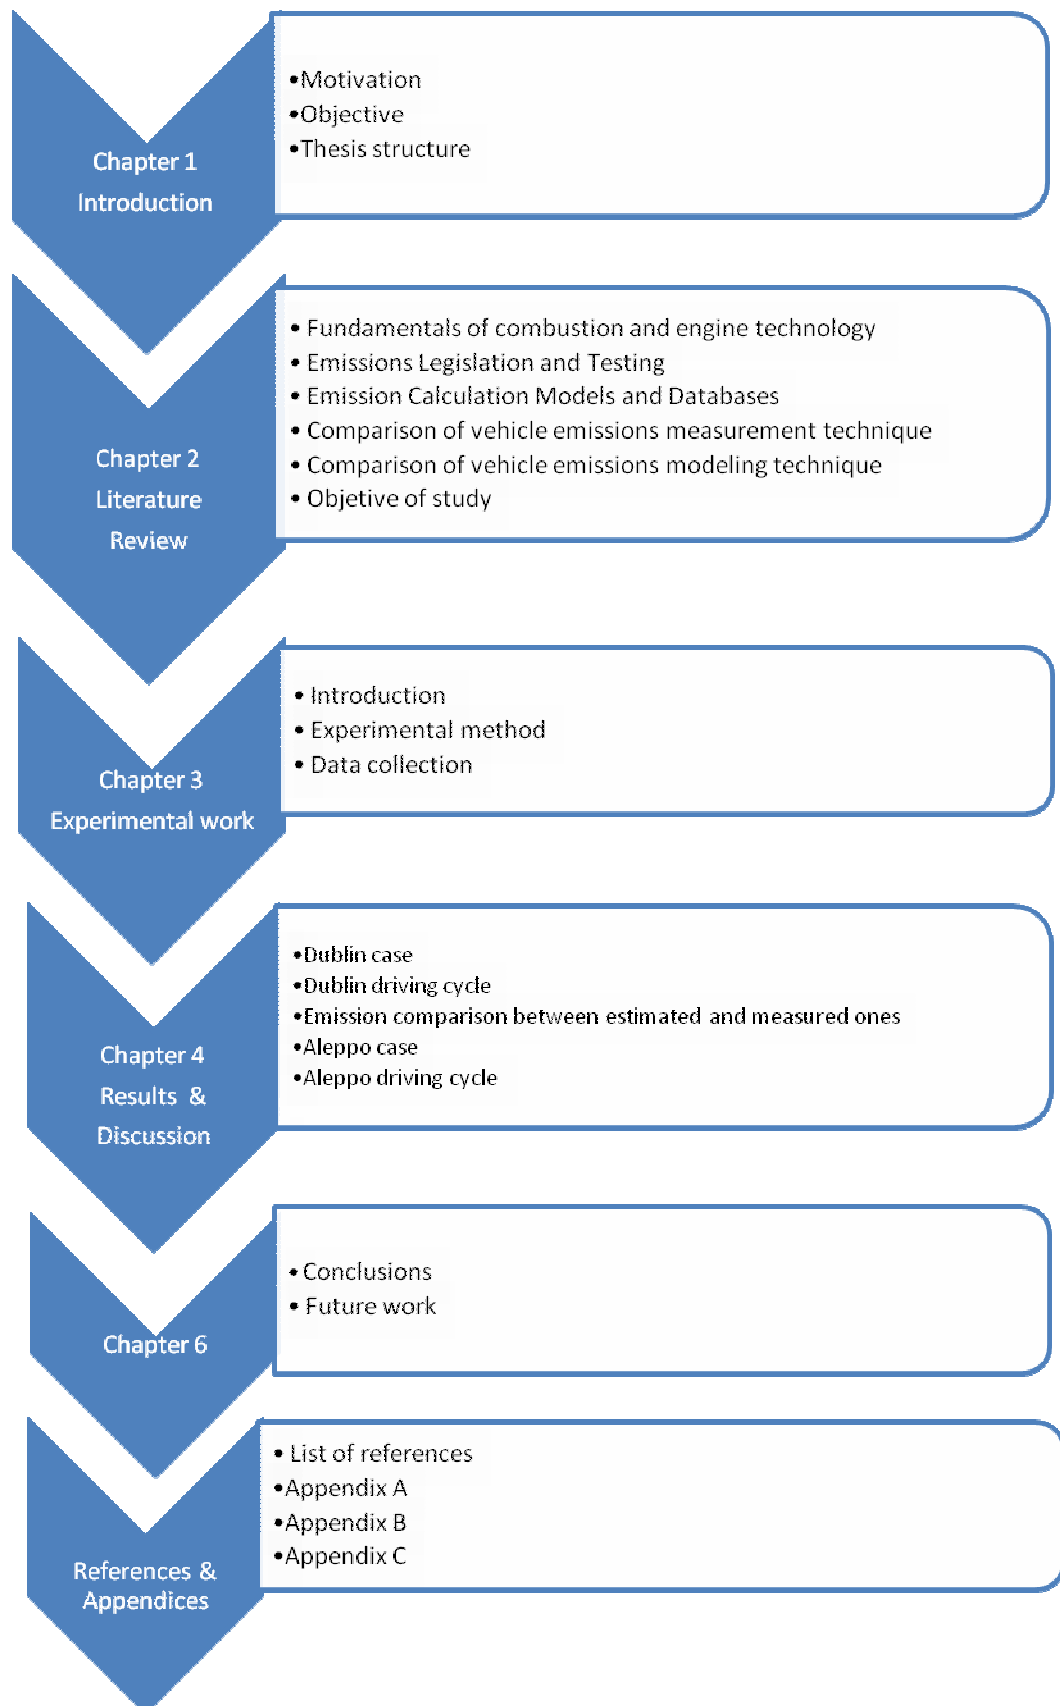 Chapter 1
Introduction
•Motivation
•Objective
•Thesis structure
Chapter 2
Literature
Review
• Fundamentals of combustion and engine technology
• Emissions Legislation and Testing
• Emission Calculation Models and Databases
• Comparison of vehicle emissions measurement technique
• Comparison of vehicle emissions modeling technique
• Objetive of study
Chapter 3
Experimental work
• Introduction
• Experimental method
• Data collection
Chapter 4
Results &
Discussion
•Dublin case
•Dublin driving cycle
•Emission comparison between estimated and measured ones
•Aleppo case
•Aleppo driving cycle
Chapter 6
• Conclusions
• Future work
References &
Appendices
• List of references
•Appendix A
•Appendix B
•Appendix C